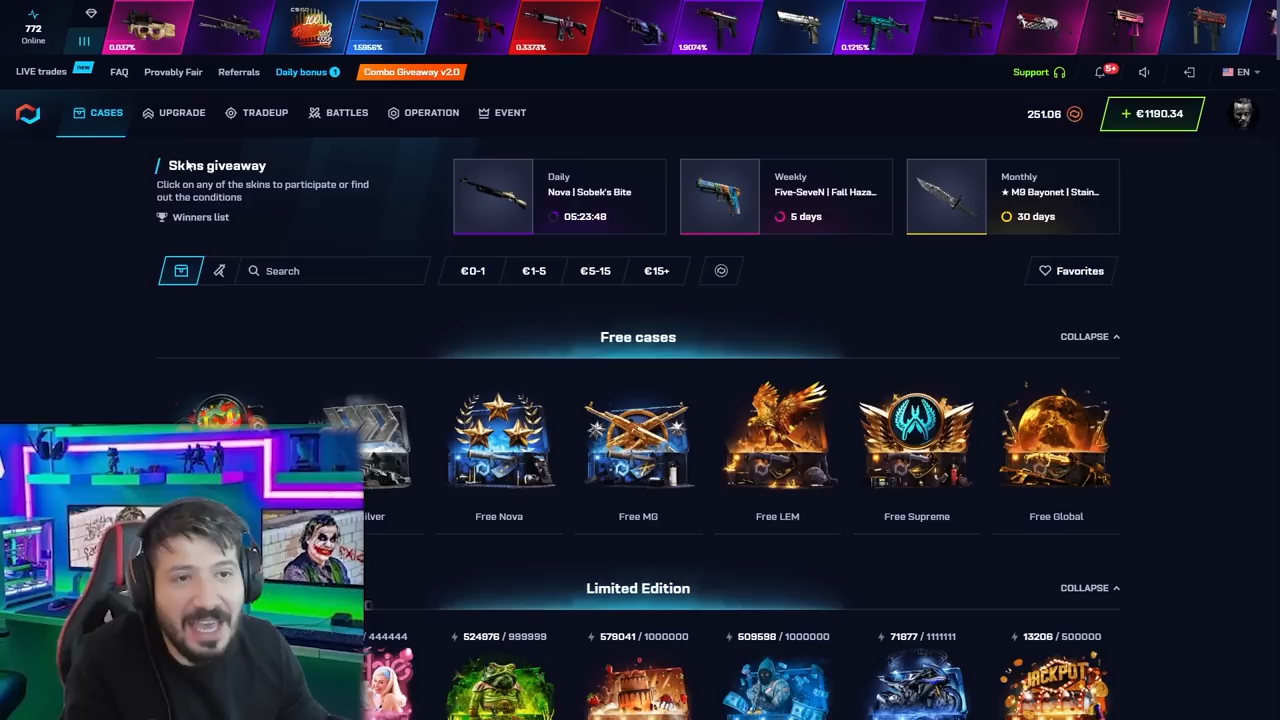 772
Online
0.037%
1.5956%
0.3373%
1.9074%
0.1215%
LIVE trades
new
FAQ
Provably Fair
Referrals
Daily bonus 1
Combo Giveaway v2.0
Support
5+
EN
CASES
UPGRADE
TRADEUP
BATTLES
OPERATION
EVENT
251.06
+ €1190.34
Skins giveaway
Click on any of the skins to participate or find
out the conditions
Winners list
Daily
Nova | Sobek's Bite
05:23:48
Weekly
Five-SeveN | Fall Haza...
5 days
Monthly
★ M9 Bayonet | Stain...
30 days
Search
€0-1
€1-5
€5-15
€15+
Favorites
Free cases
COLLAPSE
Free Nova
Free MG
Free LEM
Free Supreme
Free Global
Limited Edition
COLLAPSE
/ 444444
524976 / 999999
579041 / 1000000
509598 / 1000000
71877 / 1111111
13206 / 500000
JACKPOT